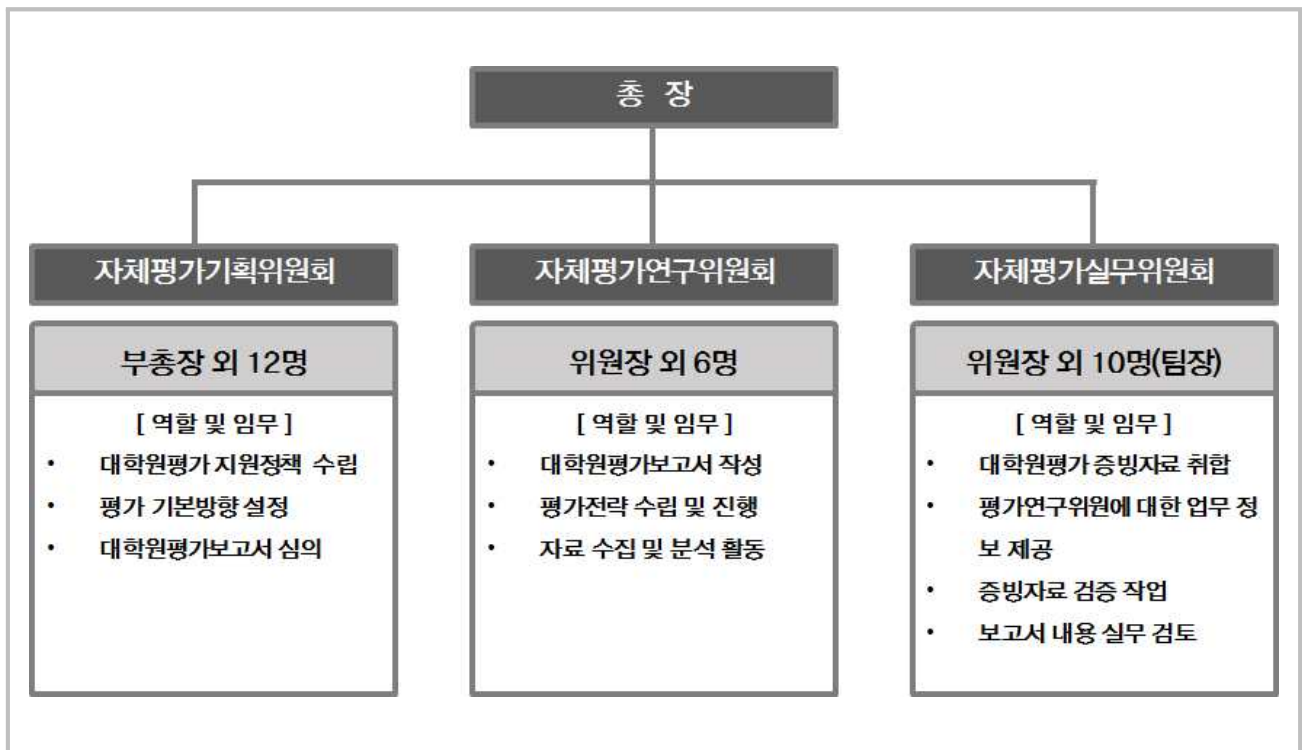 총 장
자체평가기획위원회
부총장 외 12명
[ 역할 및 임무 ]
• 대학원평가 지원정책 수립
• 평가 기본방향 설정
• 대학원평가보고서 심의
자체평가연구위원회
위원장 외 6명
[ 역할 및 임무 ]
• 대학원평가보고서 작성
• 평가전략 수립 및 진행
• 자료 수집 및 분석 활동
자체평가실무위원회
위원장 외 10명(팀장)
[ 역할 및 임무 ]
• 대학원평가 증빙자료 취합
• 평가연구위원에 대한 업무 정
보 제공
• 증빙자료 검증 작업
• 보고서 내용 실무 검토